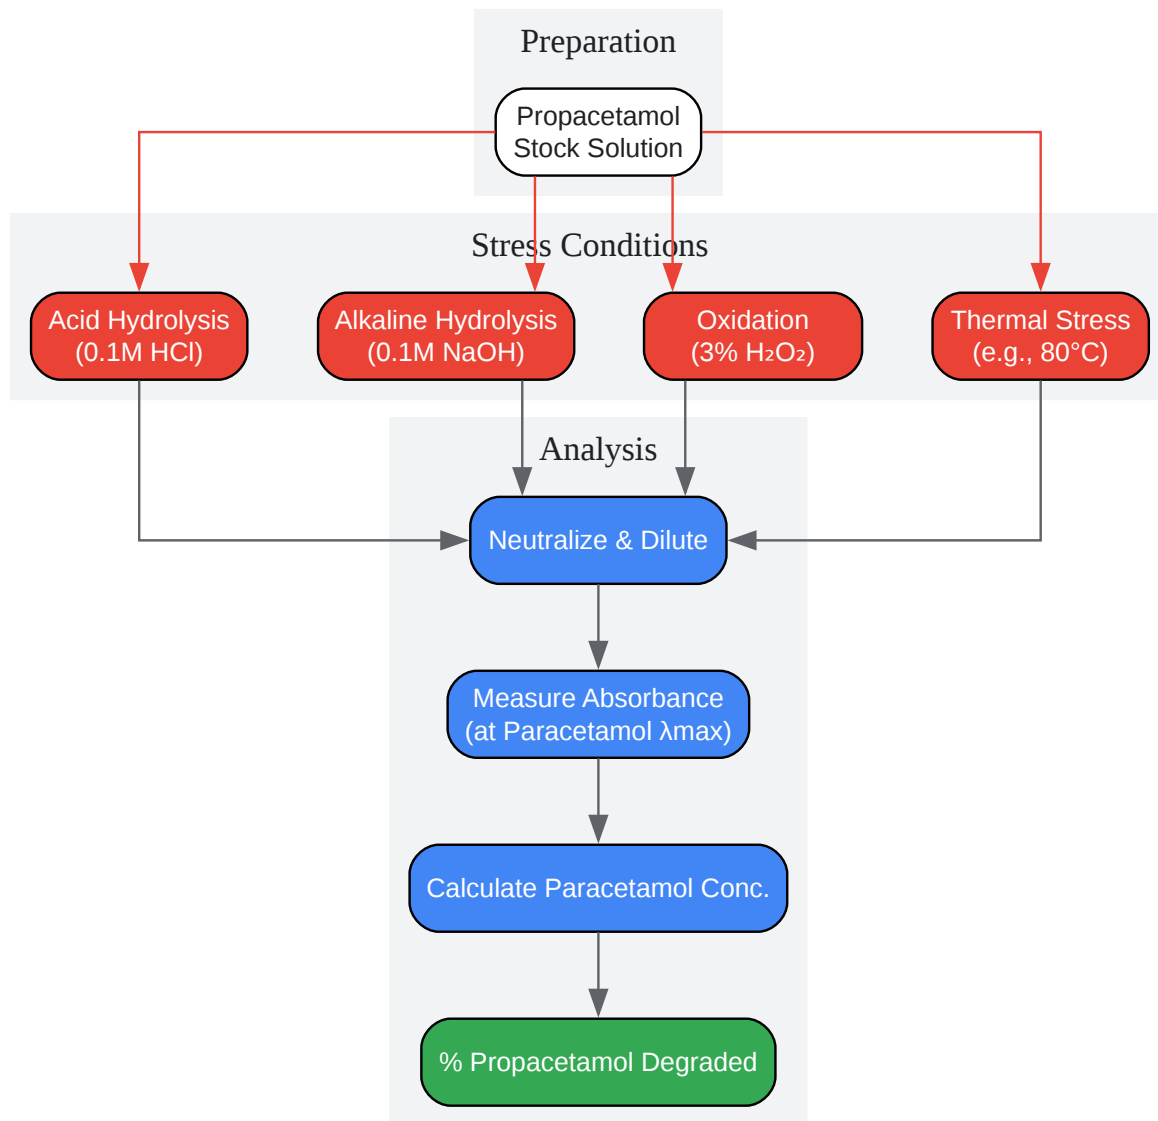 Preparation
Propacetamol
Stock Solution
Stress Conditions
Acid Hydrolysis
(0.1M HCl)
Alkaline Hydrolysis
(0.1M NaOH)
Oxidation
(3% H₂O₂)
Thermal Stress
(e.g., 80°C)
Analysis
Neutralize & Dilute
Measure Absorbance
(at Paracetamol λmax)
Calculate Paracetamol Conc.
% Propacetamol Degraded